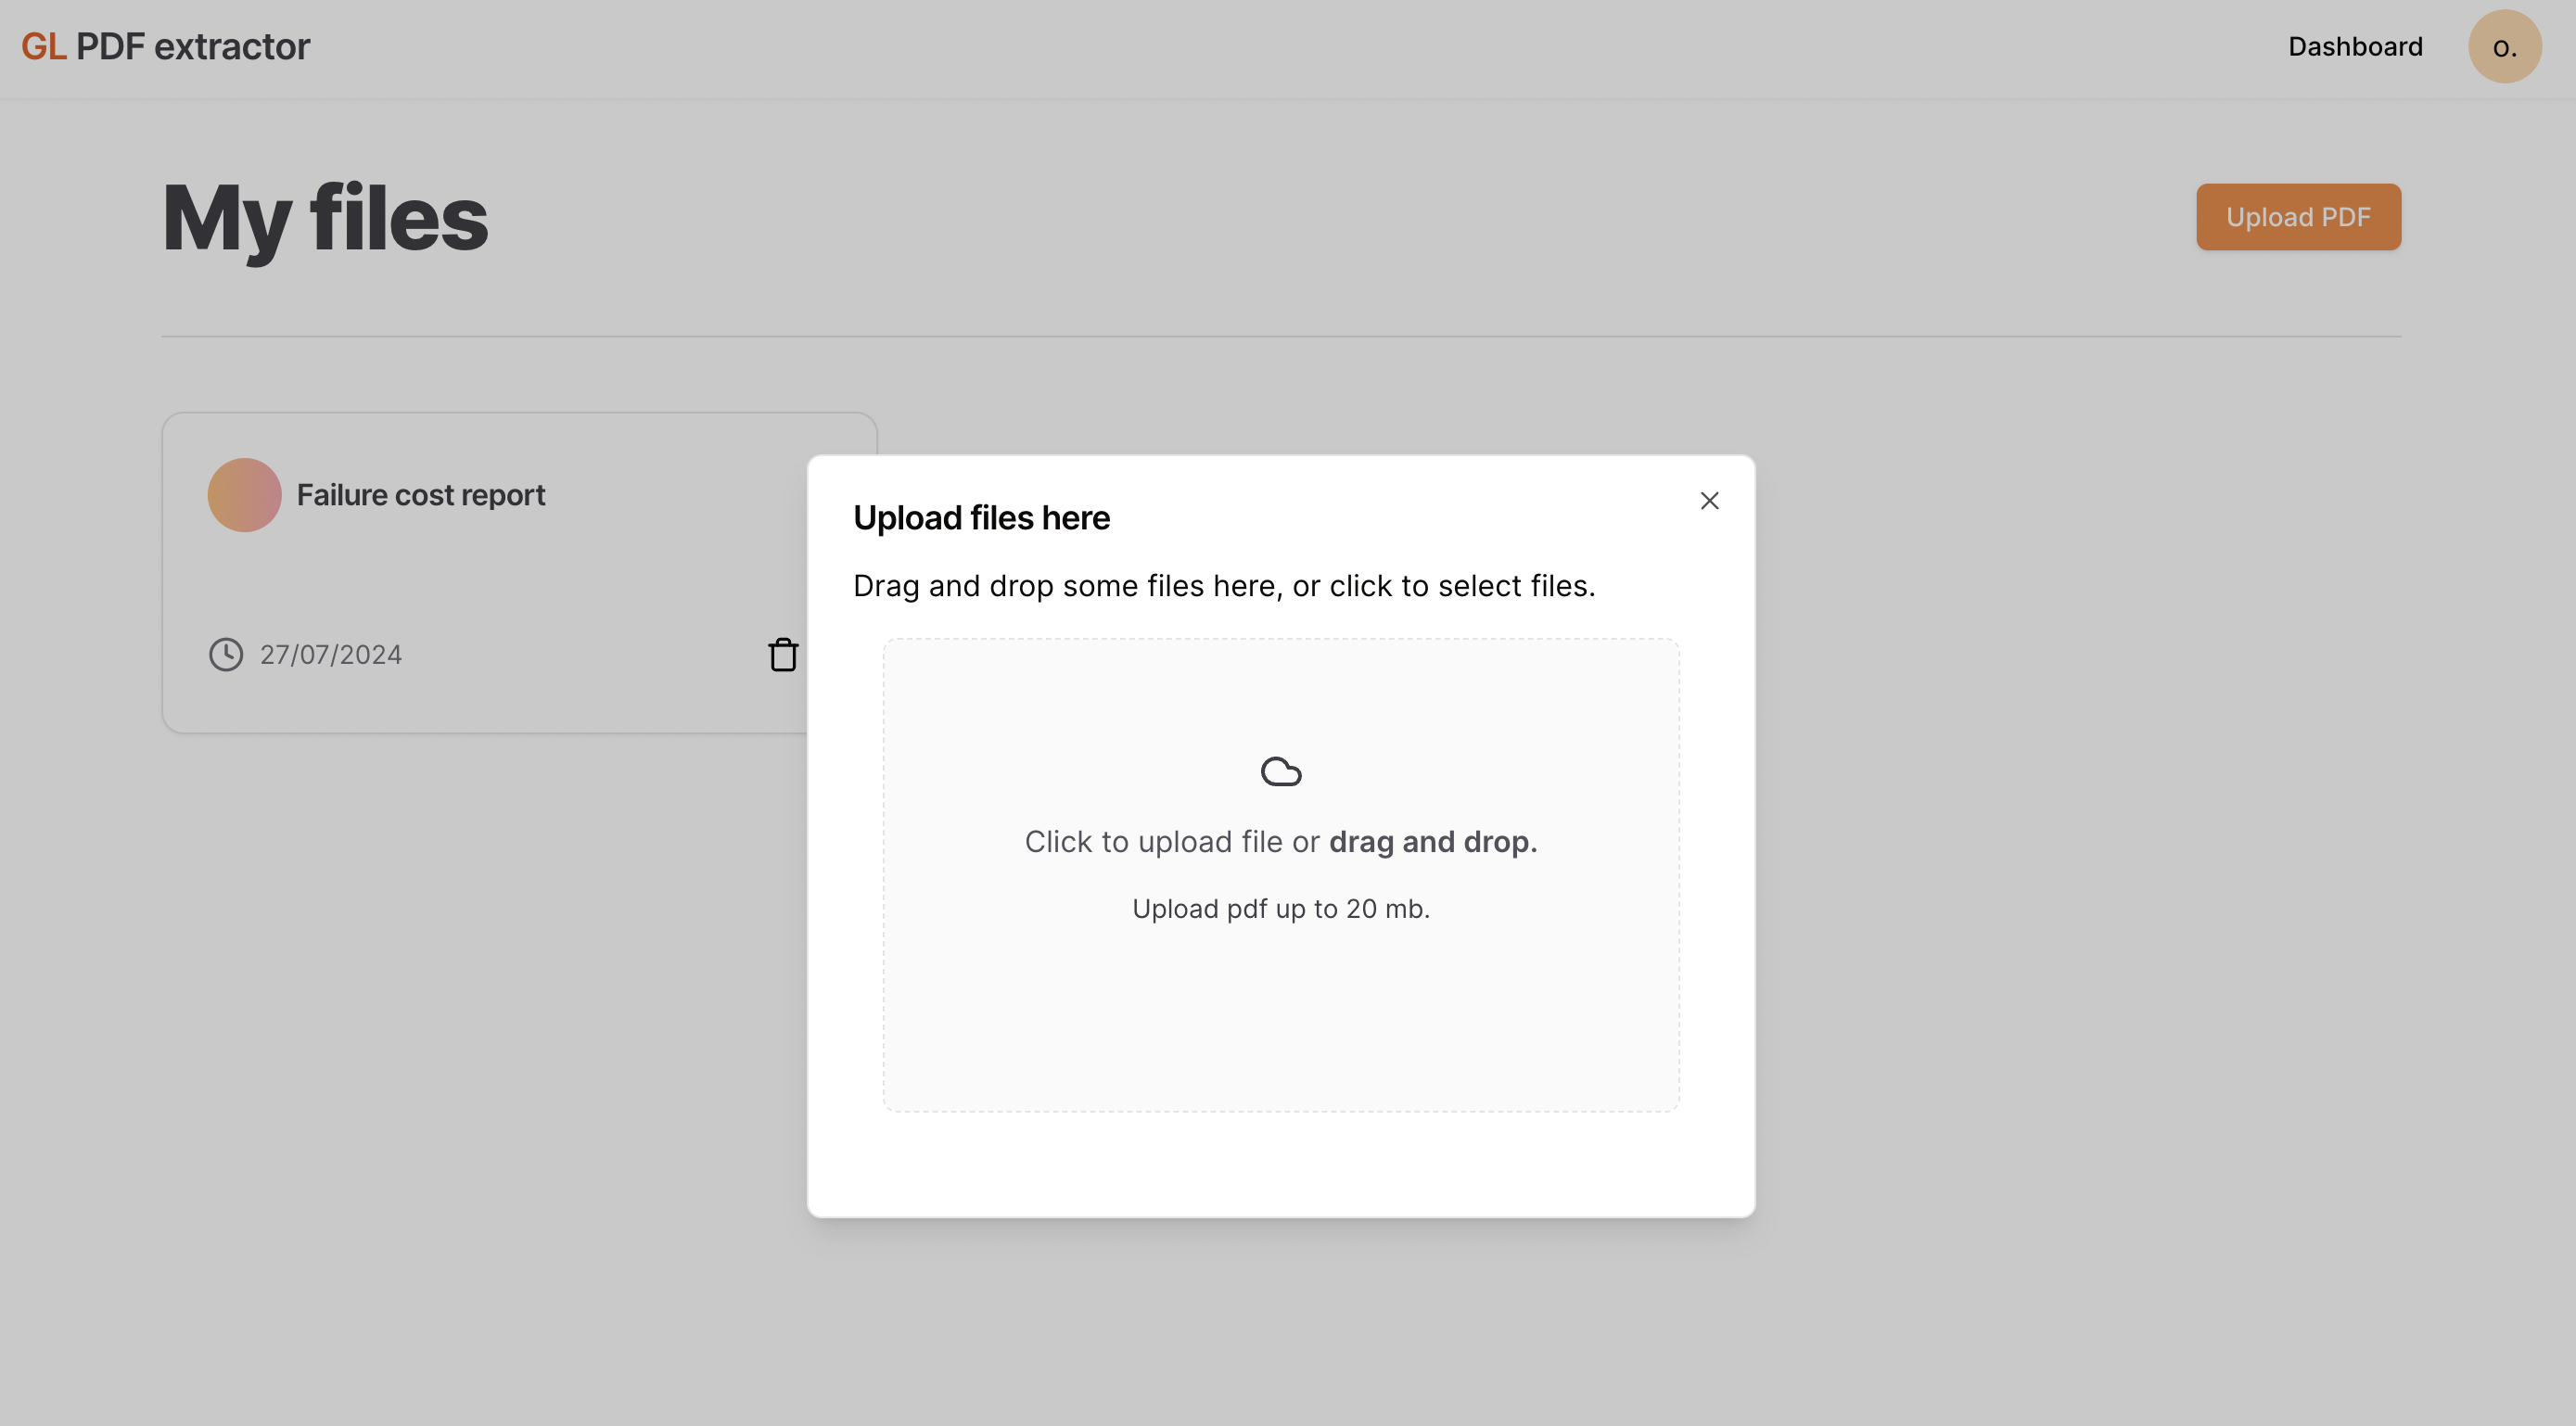 GL PDF extractor
Dashboard
o.
My files
Upload PDF
Failure cost report
27/07/2024
Upload files here
Drag and drop some files here, or click to select files.
Click to upload file or drag and drop.
Upload pdf up to 20 mb.